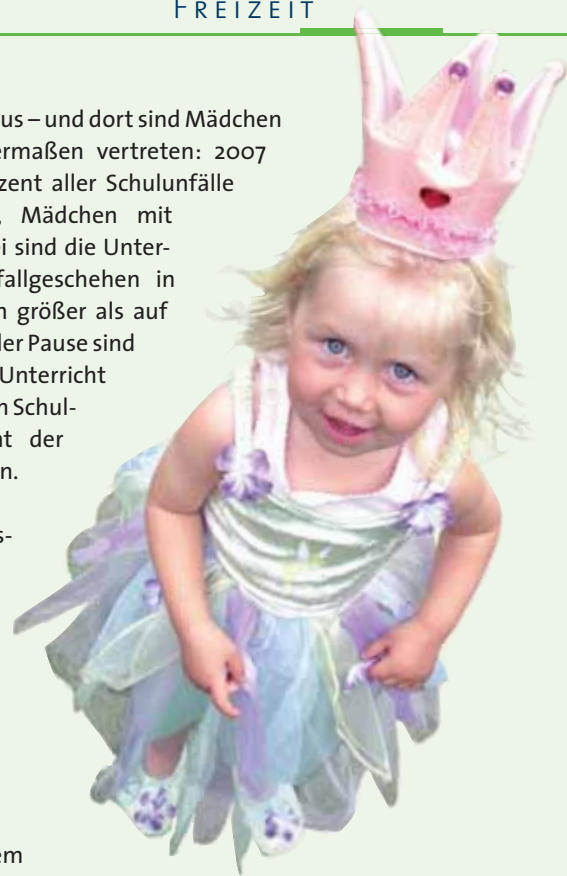 FREIZEIT
us – und dort sind Mädchen
ermaßen vertreten: 2007
zent aller Schulunfälle
, Mädchen mit
i sind die Unter-
fallgeschehen in
n größer als auf
der Pause sind
Unterricht
n Schul-
nt der
n.
s-
em